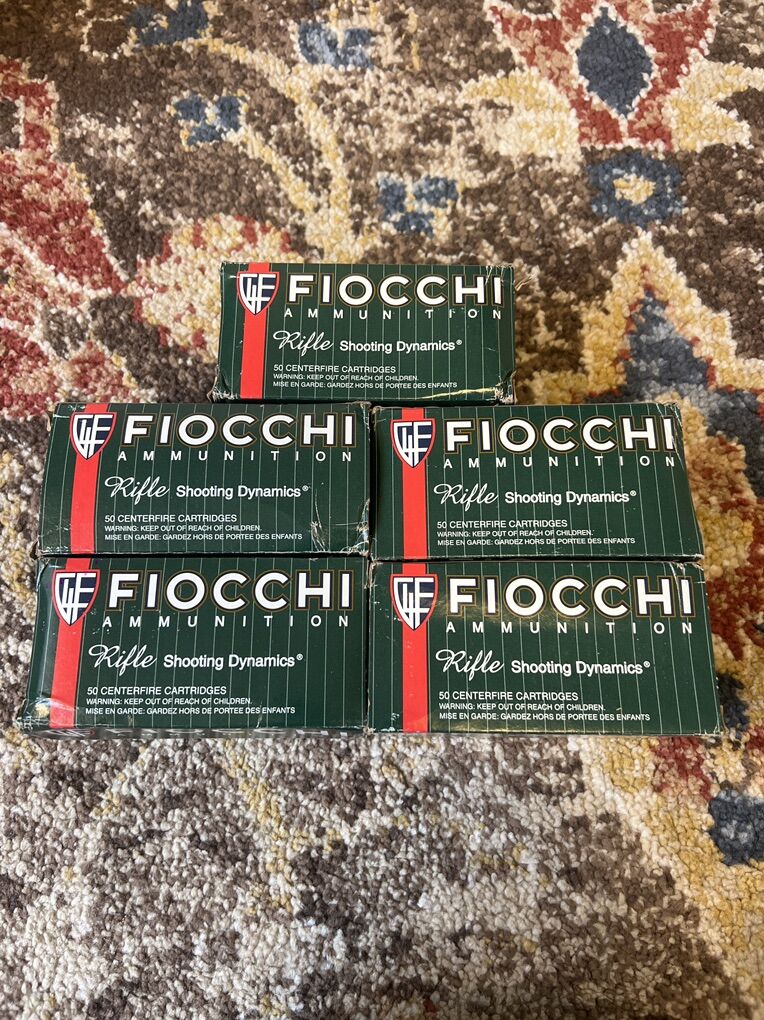 GFL
FIOCCHI
AMMUNITION
Rifle Shooting Dynamics®
50 CENTERFIRE CARTRIDGES
WARNING: KEEP OUT OF REACH OF CHILDREN.
MISE EN GARDE: GARDEZ HORS DE PORTEE DES ENFANTS
GFL
FIOCCHI
AMMUNITION
Rifle Shooting Dynamics®
50 CENTERFIRE CARTRIDGES
WARNING: KEEP OUT OF REACH OF CHILDREN.
MISE EN GARDE: GARDEZ HORS DE PORTEE DES ENFANTS
GFL
FIOCCHI
AMMUNITION
Rifle Shooting Dynamics®
50 CENTERFIRE CARTRIDGES
WARNING: KEEP OUT OF REACH OF CHILDREN.
MISE EN GARDE: GARDEZ HORS DE PORTEE DES ENFANTS
GFL
FIOCCHI
AMMUNITION
Rifle Shooting Dynamics®
50 CENTERFIRE CARTRIDGES
WARNING: KEEP OUT OF REACH OF CHILDREN.
MISE EN GARDE: GARDEZ HORS DE PORTEE DES ENFANTS
GFL
FIOCCHI
AMMUNITION
Rifle Shooting Dynamics®
50 CENTERFIRE CARTRIDGES
WARNING: KEEP OUT OF REACH OF CHILDREN.
MISE EN GARDE: GARDEZ HORS DE PORTEE DES ENFANTS